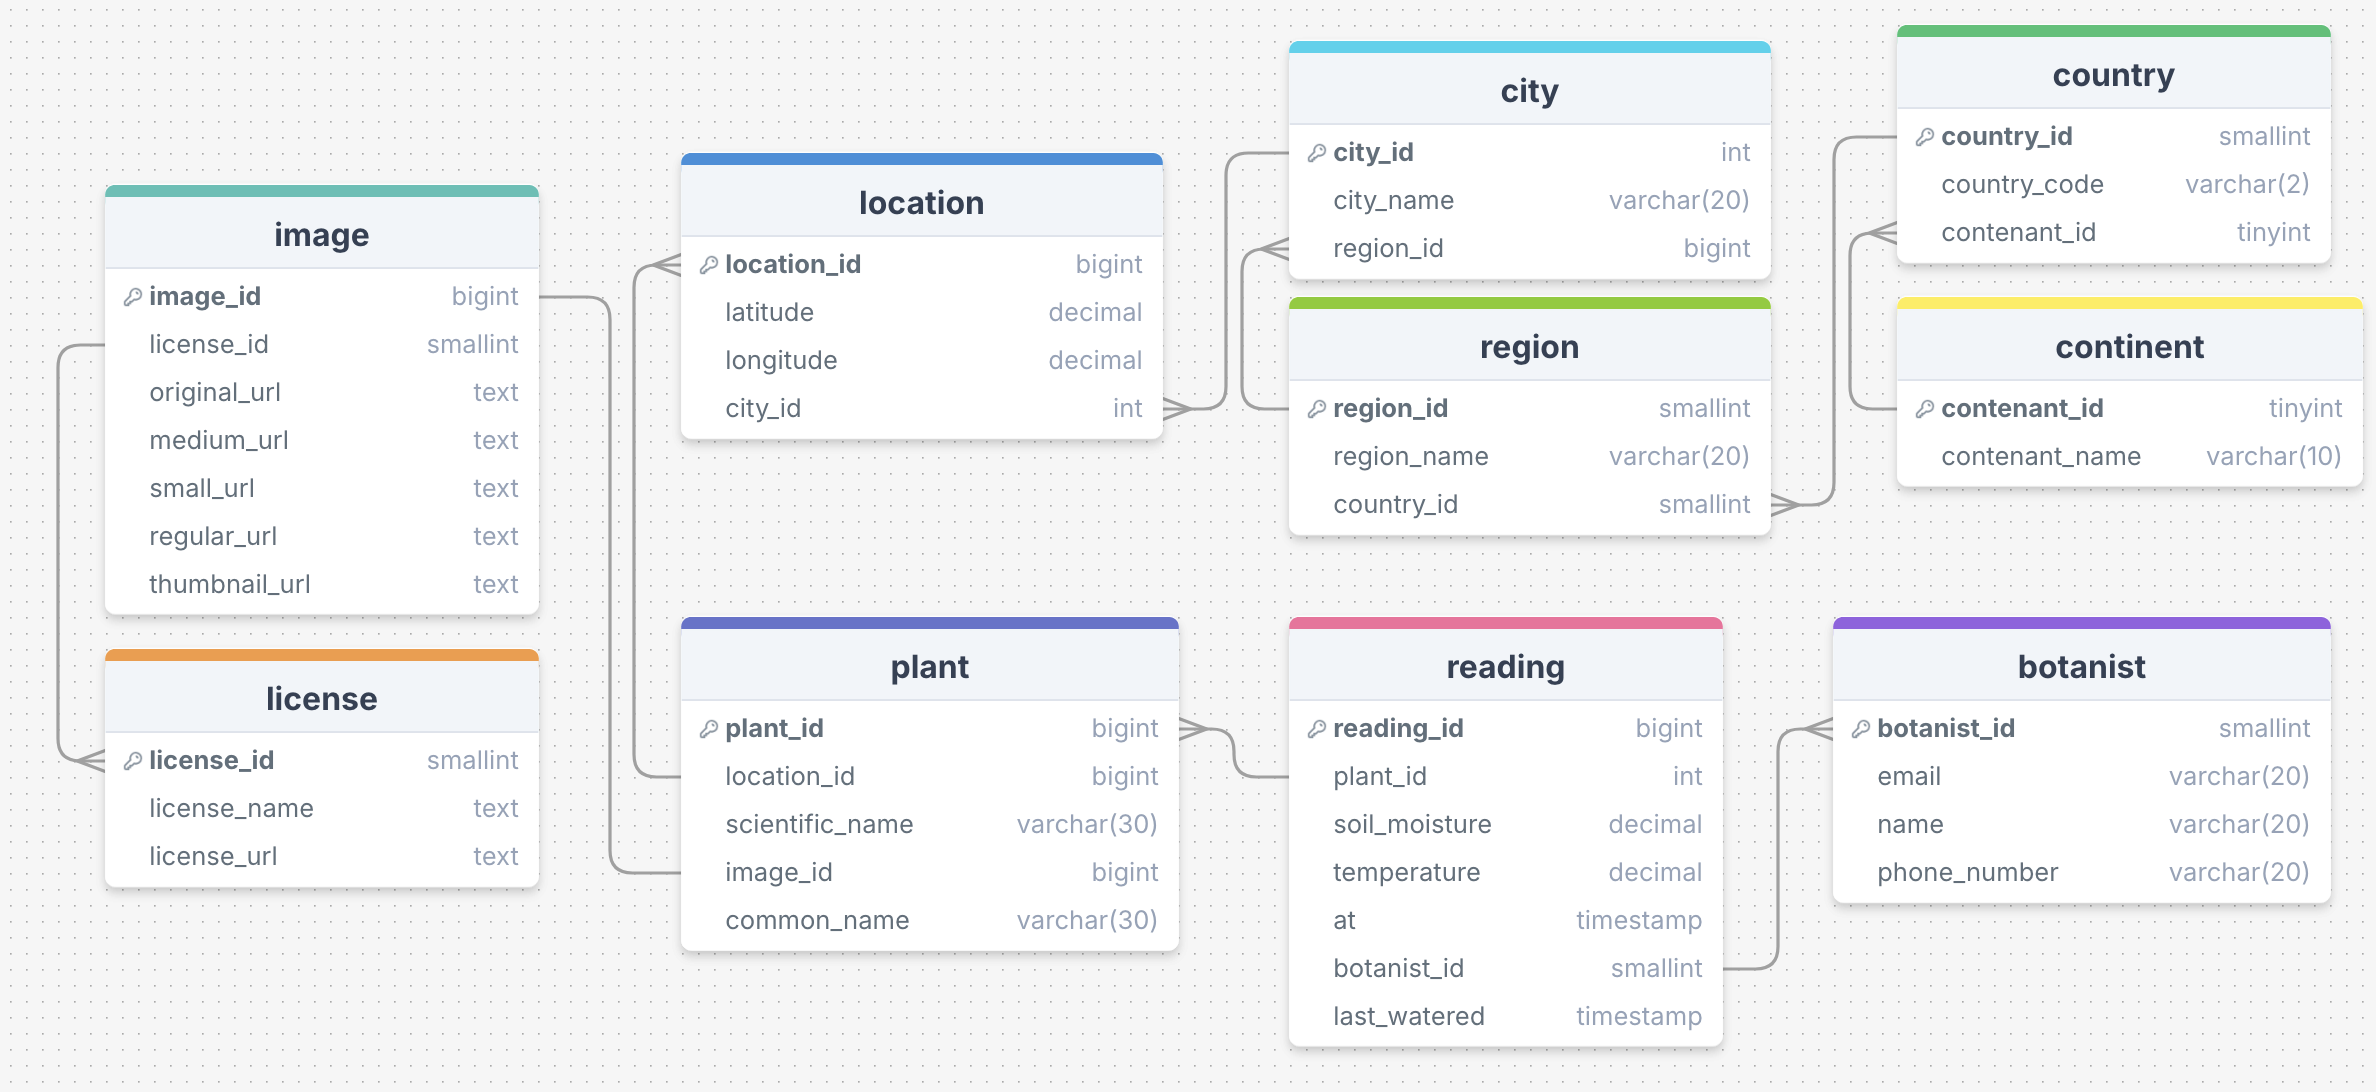 image
image_id bigint
license_id smallint
original_url text
medium_url text
small_url text
regular_url text
thumbnail_url text
license
license_id smallint
license_name text
license_url text
location
location_id bigint
latitude decimal
longitude decimal
city_id int
plant
plant_id bigint
location_id bigint
scientific_name varchar(30)
image_id bigint
common_name varchar(30)
city
city_id int
city_name varchar(20)
region_id bigint
region
region_id smallint
region_name varchar(20)
country_id smallint
reading
reading_id bigint
plant_id int
soil_moisture decimal
temperature decimal
at timestamp
botanist_id smallint
last_watered timestamp
country
country_id smallint
country_code varchar(2)
contenant_id tinyint
continent
contenant_id tinyint
contenant_name varchar(10)
botanist
botanist_id smallint
email varchar(20)
name varchar(20)
phone_number varchar(20)